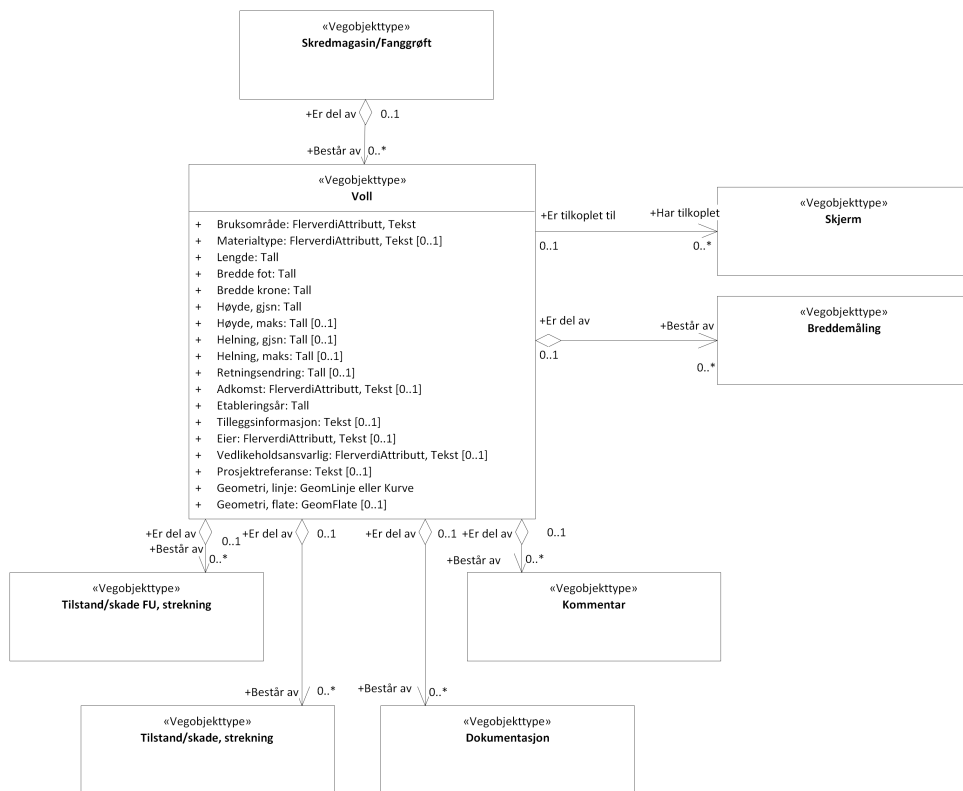 «Vegobjekttype»
Skredmagasin/Fanggrøft
+Er del av 0..1
+Består av 0..*
«Vegobjekttype»
Voll
+ Bruksområde: FlerverdiAttributt, Tekst
+ Materialtype: FlerverdiAttributt, Tekst [0..1]
+ Lengde: Tall
+ Bredde fot: Tall
+ Bredde krone: Tall
+ Høyde, gjsn: Tall
+ Høyde, maks: Tall [0..1]
+ Helning, gjsn: Tall [0..1]
+ Helning, maks: Tall [0..1]
+ Retningsendring: Tall [0..1]
+ Adkomst: FlerverdiAttributt, Tekst [0..1]
+ Etableringsår: Tall
+ Tilleggsinformasjon: Tekst [0..1]
+ Eier: FlerverdiAttributt, Tekst [0..1]
+ Vedlikeholdsansvarlig: FlerverdiAttributt, Tekst [0..1]
+ Prosjektreferanse: Tekst [0..1]
+ Geometri, linje: GeomLinje eller Kurve
+ Geometri, flate: GeomFlate [0..1]
+Er tilkoplet til +Har tilkoplet
0..1 0..*
«Vegobjekttype»
Skjerm
+Er del av +Består av
0..1 0..*
«Vegobjekttype»
Breddemåling
+Er del av 0..1
+Består av 0..*
«Vegobjekttype»
Tilstand/skade FU, strekning
+Er del av 0..1
+Består av 0..*
«Vegobjekttype»
Tilstand/skade, strekning
+Er del av 0..1
+Består av 0..*
«Vegobjekttype»
Dokumentasjon
+Er del av 0..1
+Består av 0..*
«Vegobjekttype»
Kommentar